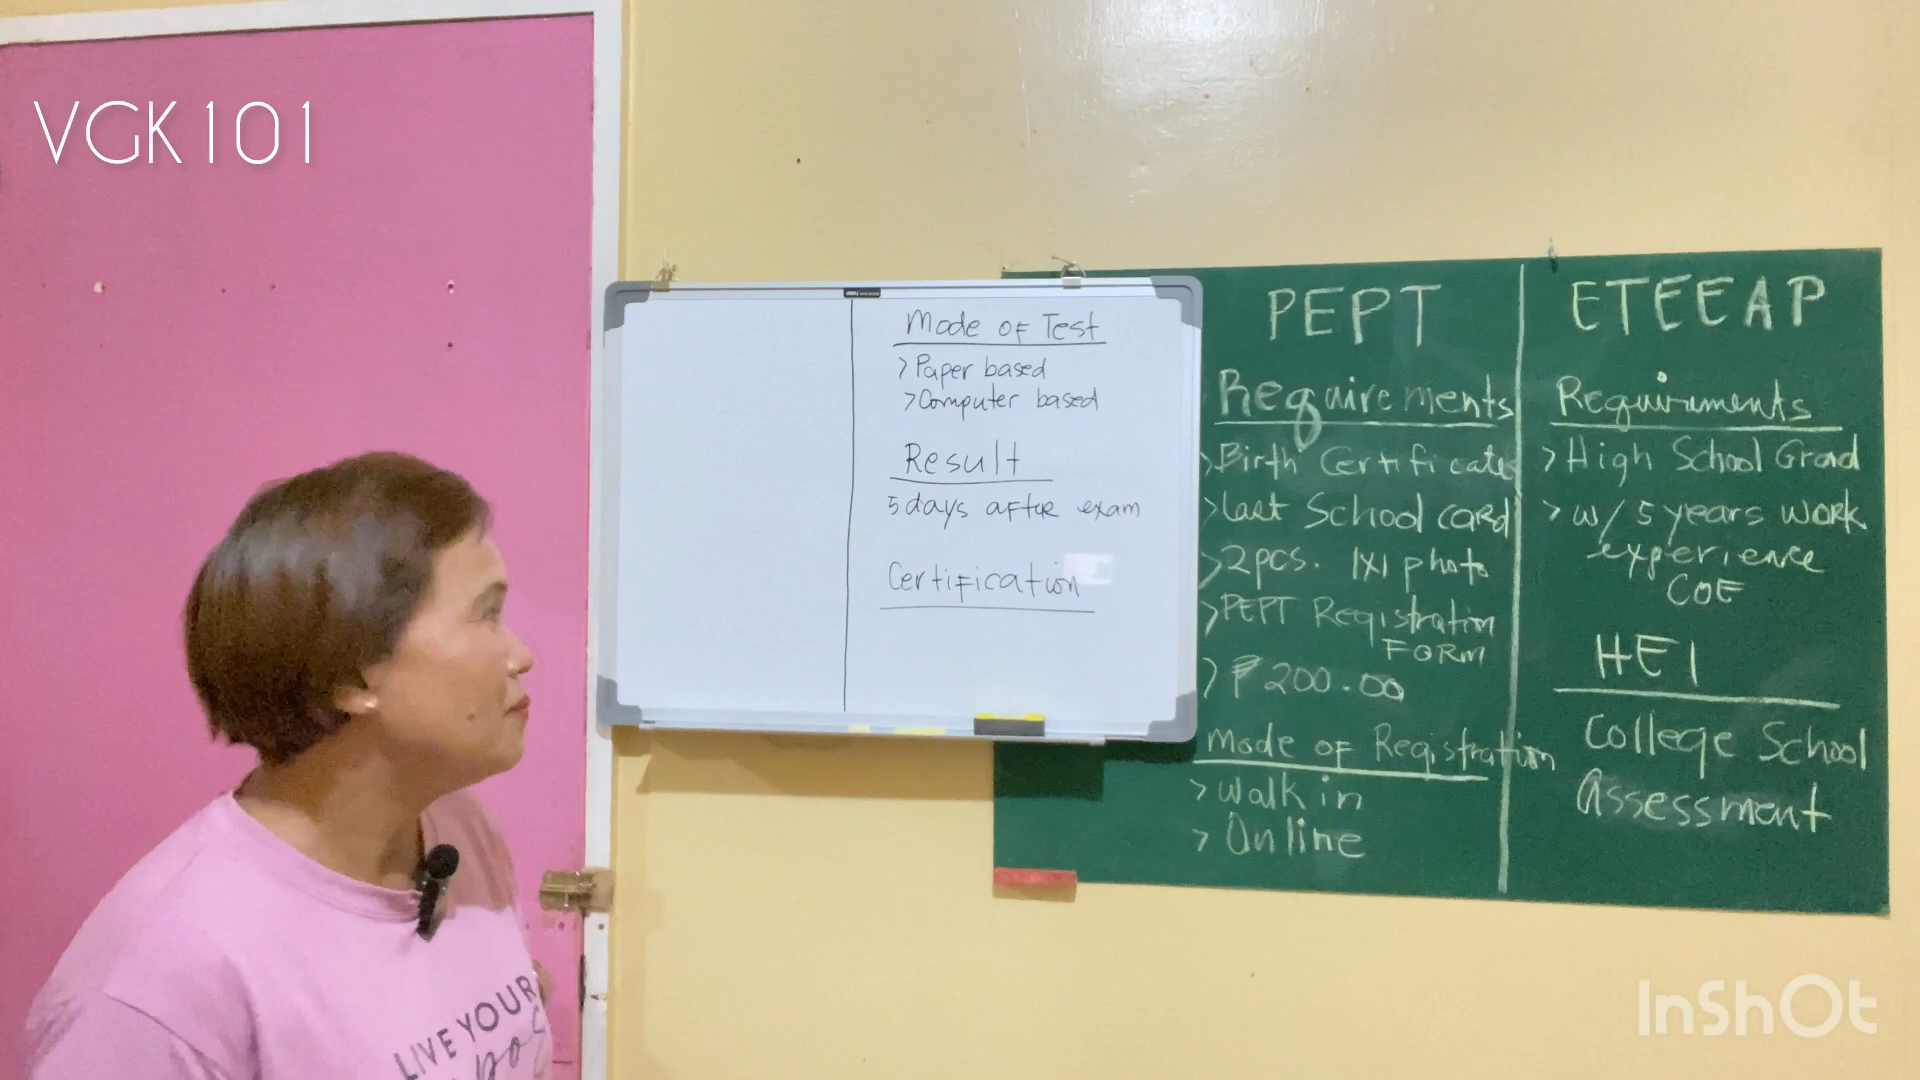 VGK101
Mode of Test
> Paper based
> Computer based
Result
5 days after exam
Certification
PEPT
Requirements
> Birth Certificate
> last School card
> 2pcs. 1x1 photo
> PEPT Registration
FORM
> ₱200.00
Mode of Registration
> Walk in
> Online
ETEEAP
Requirements
> High School Grad
> w/ 5 years work
experience
COE
HEI
College School
Assessment
LIVE YOUR
InShOt